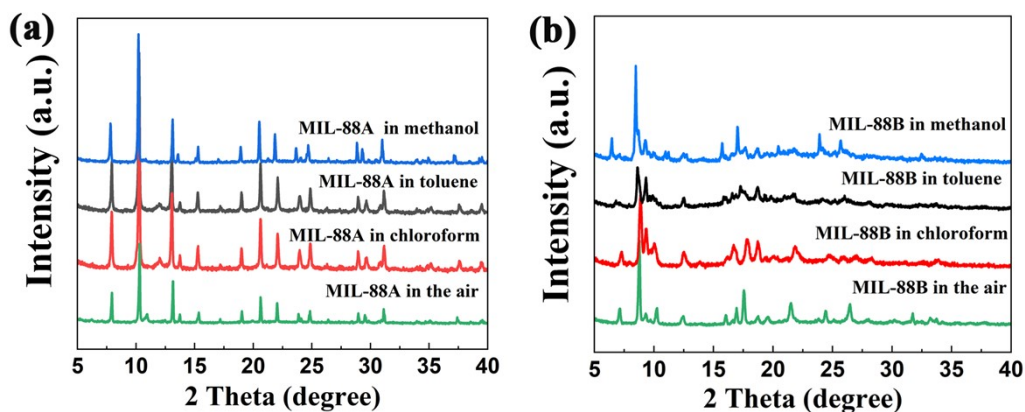 (a)
Intensity (a.u.)
MIL-88A in methanol
MIL-88A in toluene
MIL-88A in chloroform
MIL-88A in the air
5 10 15 20 25 30 35 40
2 Theta (degree)
(b)
Intensity (a.u.)
MIL-88B in methanol
MIL-88B in toluene
MIL-88B in chloroform
MIL-88B in the air
5 10 15 20 25 30 35 40
2 Theta (degree)